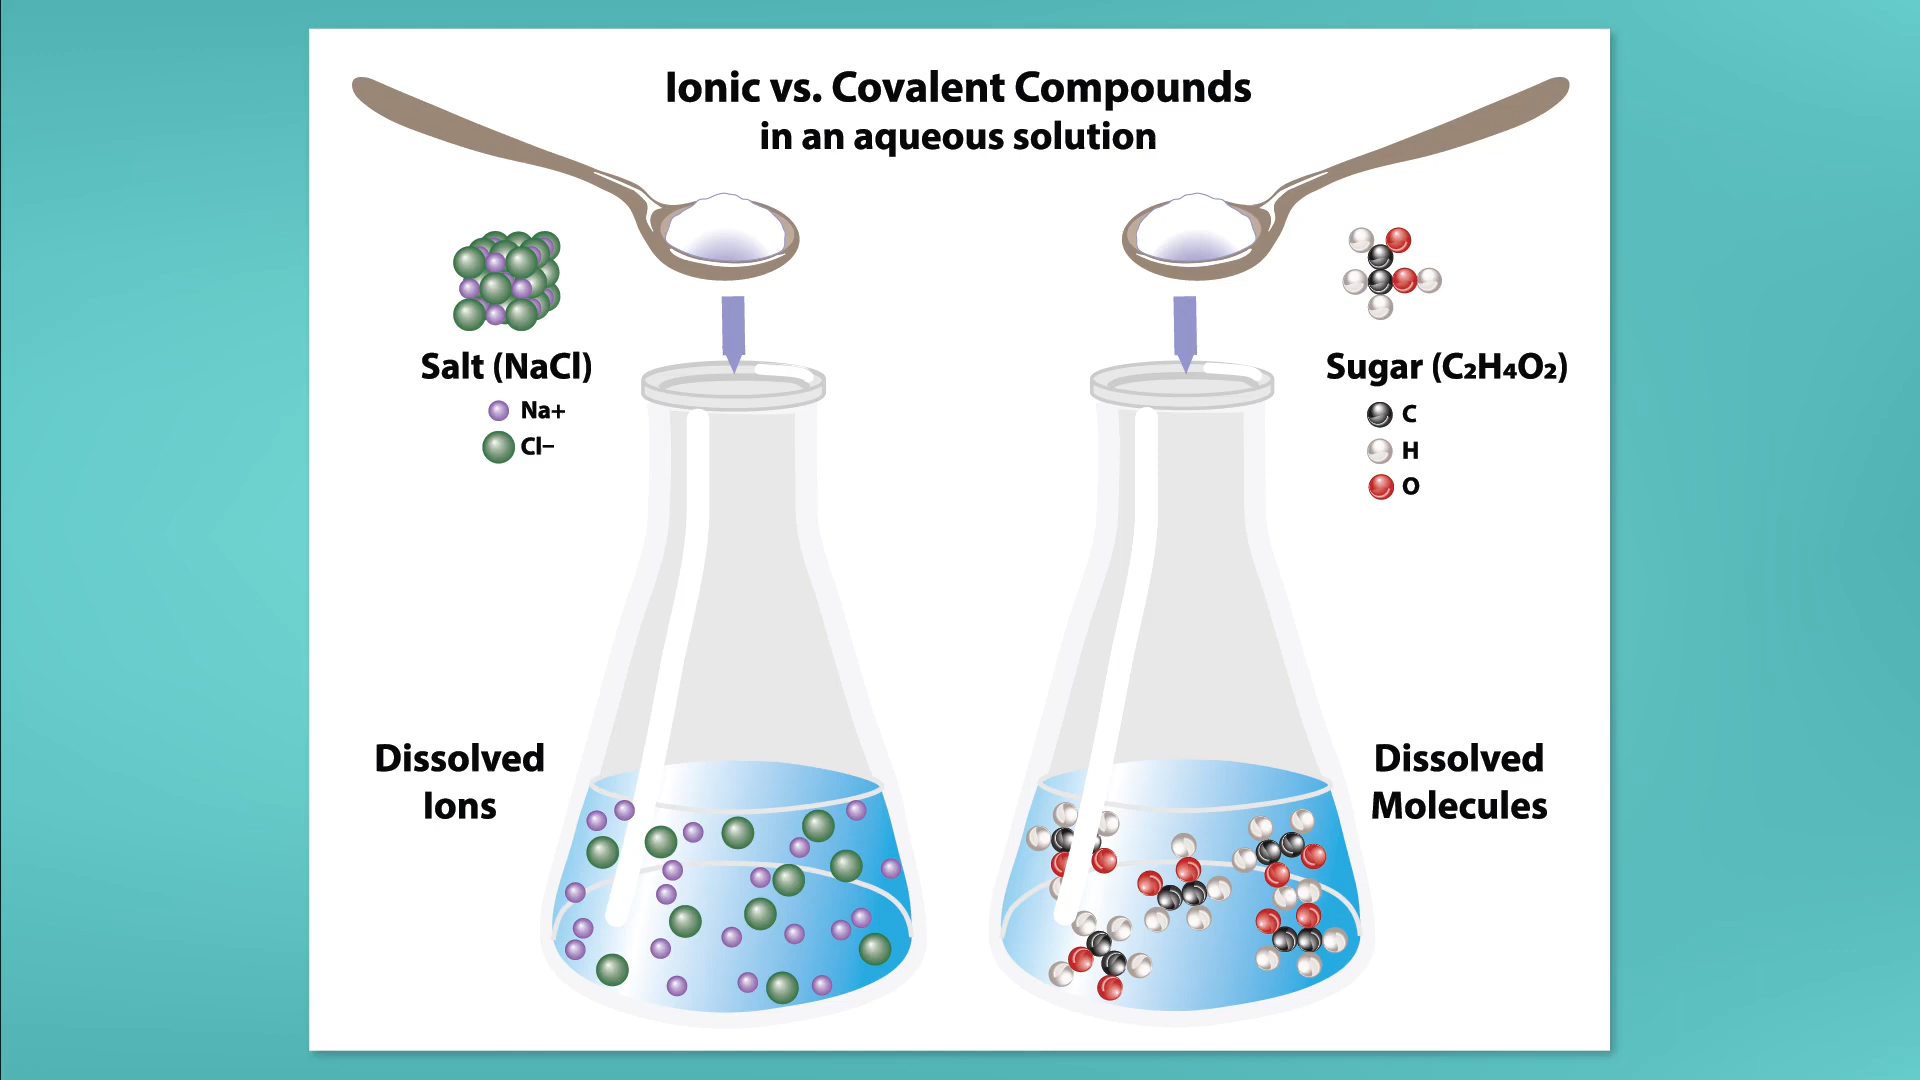 Ionic vs. Covalent Compounds
in an aqueous solution
Salt (NaCl)
Na+
Cl−
Sugar (C₂H₄O₂)
C
H
O
Dissolved
Ions
Dissolved
Molecules